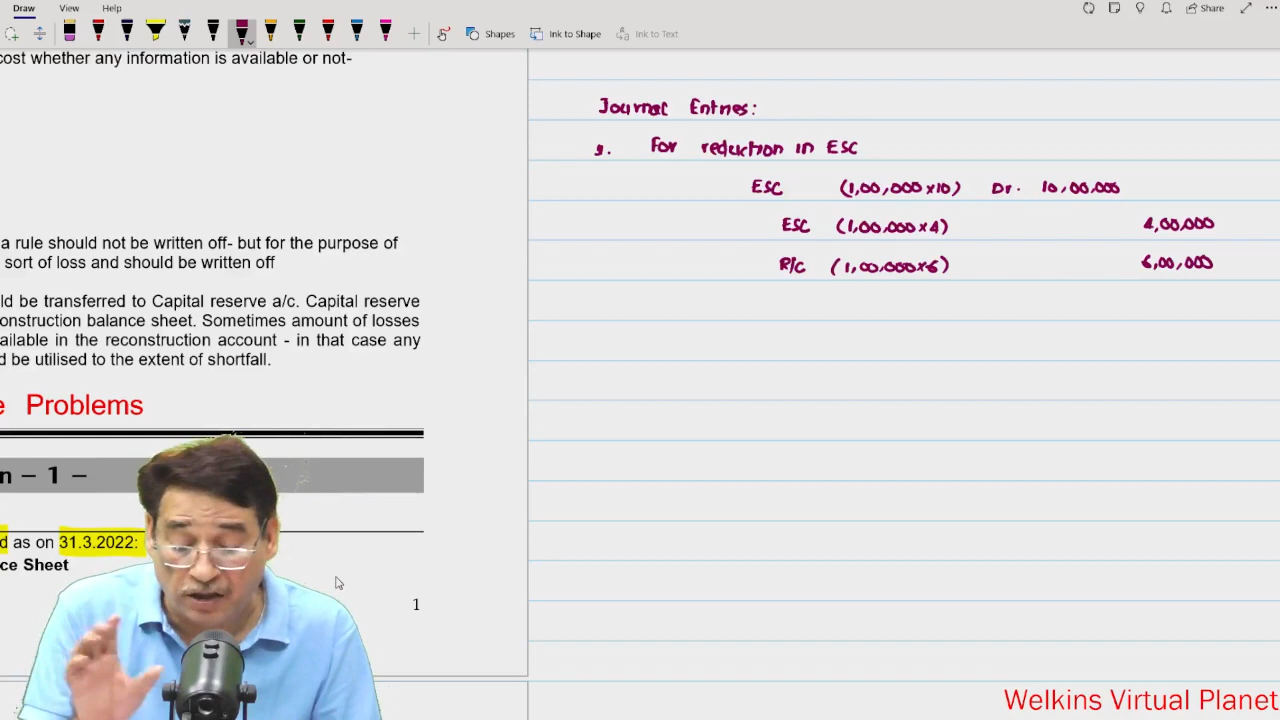 Draw View Help
Share
Shapes Ink to Shape Ink to Text
cost whether any information is available or not-
a rule should not be written off- but for the purpose of
sort of loss and should be written off
ld be transferred to Capital reserve a/c. Capital reserve
onstruction balance sheet. Sometimes amount of losses
ailable in the reconstruction account - in that case any
d be utilised to the extent of shortfall.
e Problems
n – 1 –
d as on 31.3.2022:
ce Sheet
1
Journal Entries:
1. For reduction in ESC
ESC (1,00,000×10) Dr. 10,00,000
ESC (1,00,000×4) 4,00,000
R/C (1,00,000×6) 6,00,000
Welkins Virtual Planet